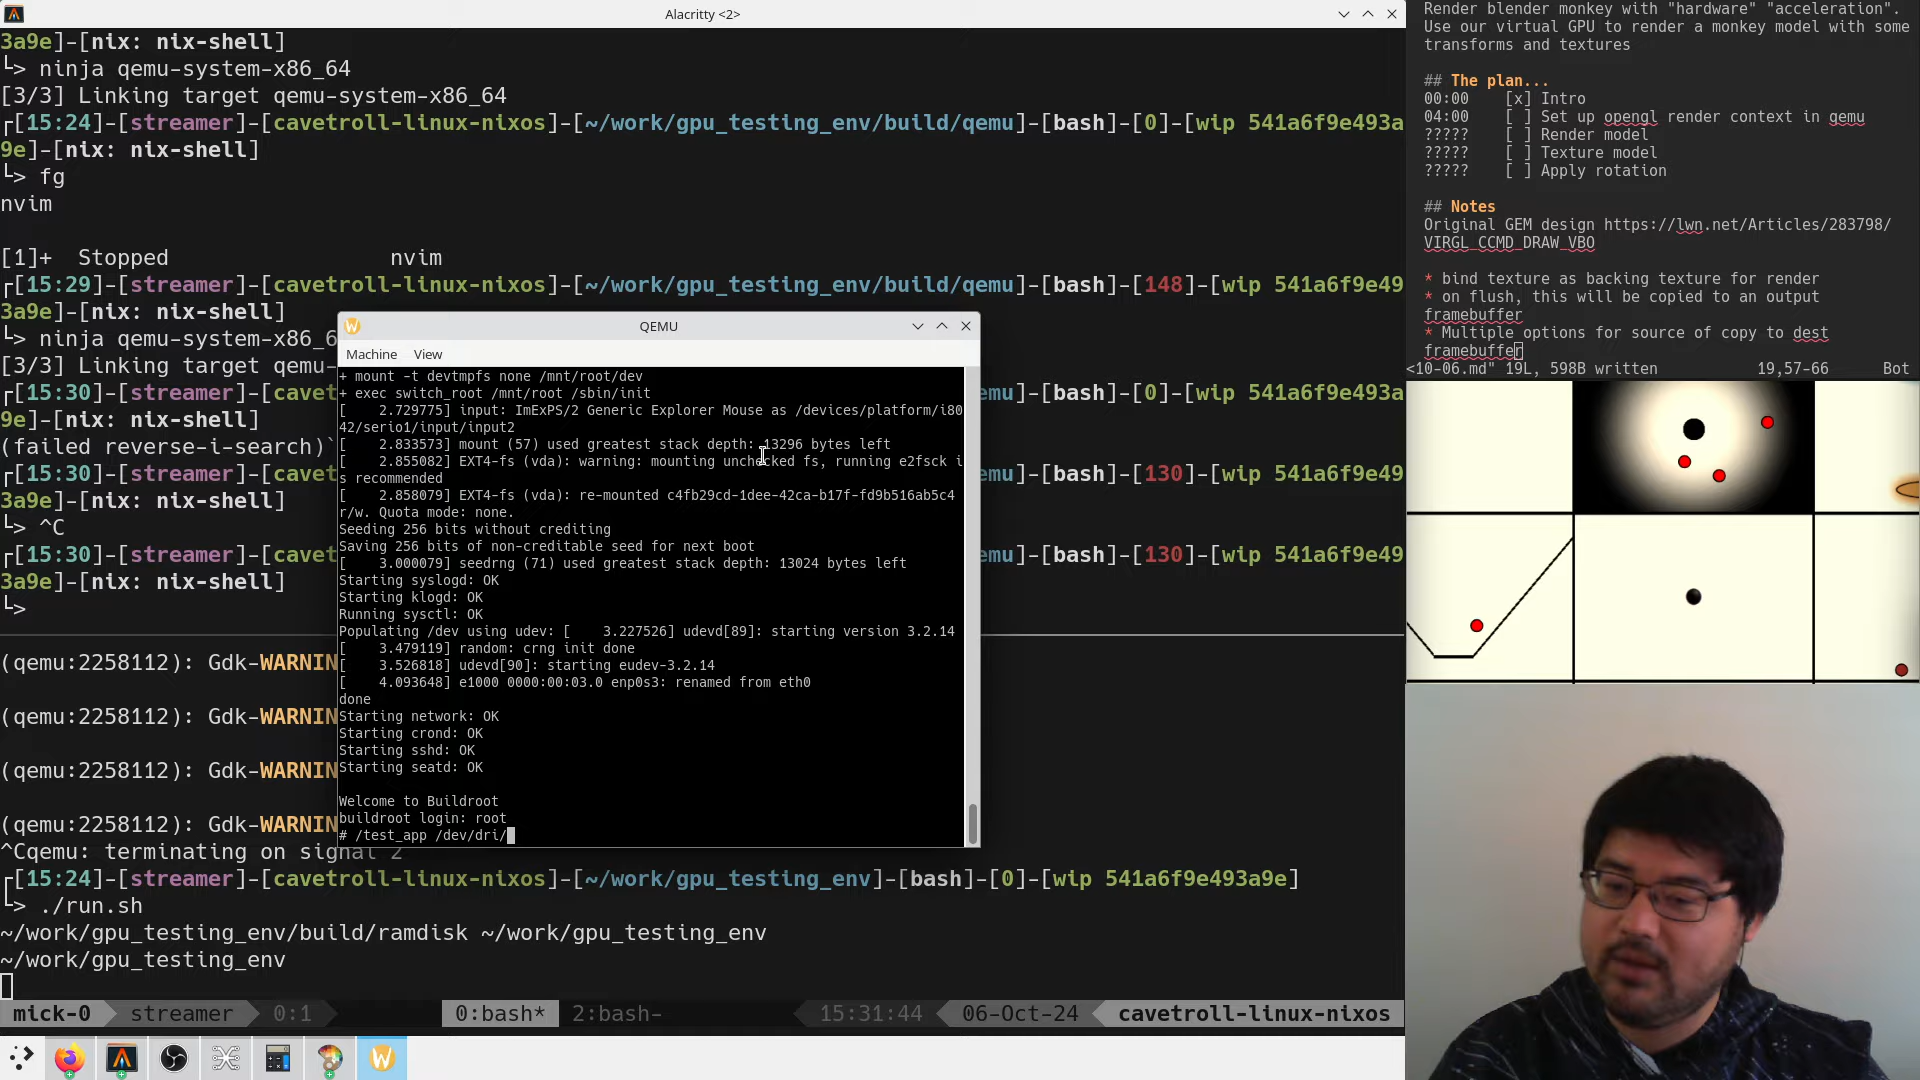 Alacritty <2>
3a9e]-[nix: nix-shell]
└> ninja qemu-system-x86_64
[3/3] Linking target qemu-system-x86_64
┌[15:24]-[streamer]-[cavetroll-linux-nixos]-[~/work/gpu_testing_env/build/qemu]-[bash]-[0]-[wip 541a6f9e493a
9e]-[nix: nix-shell]
└> fg
nvim
[1]+  Stopped                 nvim
┌[15:29]-[streamer]-[cavetroll-linux-nixos]-[~/work/gpu_testing_env/build/qemu]-[bash]-[148]-[wip 541a6f9e49
3a9e]-[nix: nix-shell]
└> ninja qemu-system-x86_6
[3/3] Linking target qemu-
┌[15:30]-[streamer]-[cave
emu]-[bash]-[0]-[wip 541a6f9e493a
9e]-[nix: nix-shell]
(failed reverse-i-search)`
┌[15:30]-[streamer]-[cave
emu]-[bash]-[130]-[wip 541a6f9e49
3a9e]-[nix: nix-shell]
└> ^C
┌[15:30]-[streamer]-[cave
emu]-[bash]-[130]-[wip 541a6f9e49
3a9e]-[nix: nix-shell]
└>
QEMU
Machine View
+ mount -t devtmpfs none /mnt/root/dev
+ exec switch_root /mnt/root /sbin/init
[    2.729775] input: ImExPS/2 Generic Explorer Mouse as /devices/platform/i80
42/serio1/input/input2
[    2.833573] mount (57) used greatest stack depth: 13296 bytes left
[    2.855082] EXT4-fs (vda): warning: mounting unchecked fs, running e2fsck i
s recommended
[    2.858079] EXT4-fs (vda): re-mounted c4fb29cd-1dee-42ca-b17f-fd9b516ab5c4
r/w. Quota mode: none.
Seeding 256 bits without crediting
Saving 256 bits of non-creditable seed for next boot
[    3.000079] seedrng (71) used greatest stack depth: 13024 bytes left
Starting syslogd: OK
Starting klogd: OK
Running sysctl: OK
Populating /dev using udev: [    3.227526] udevd[89]: starting version 3.2.14
[    3.479119] random: crng init done
[    3.526818] udevd[90]: starting eudev-3.2.14
[    4.093648] e1000 0000:00:03.0 enp0s3: renamed from eth0
done
Starting network: OK
Starting crond: OK
Starting sshd: OK
Starting seatd: OK
Welcome to Buildroot
buildroot login: root
# /test_app /dev/dri/
(qemu:2258112): Gdk-WARNIN
(qemu:2258112): Gdk-WARNIN
(qemu:2258112): Gdk-WARNIN
(qemu:2258112): Gdk-WARNIN
^Cqemu: terminating on signal 2
┌[15:24]-[streamer]-[cavetroll-linux-nixos]-[~/work/gpu_testing_env]-[bash]-[0]-[wip 541a6f9e493a9e]
└> ./run.sh
~/work/gpu_testing_env/build/ramdisk ~/work/gpu_testing_env
~/work/gpu_testing_env
mick-0 streamer 0:1 0:bash* 2:bash- 15:31:44 06-Oct-24 cavetroll-linux-nixos
Render blender monkey with "hardware" "acceleration".
Use our virtual GPU to render a monkey model with some
transforms and textures
## The plan...
00:00    [x] Intro
04:00    [ ] Set up opengl render context in qemu
?????    [ ] Render model
?????    [ ] Texture model
?????    [ ] Apply rotation
## Notes
Original GEM design https://lwn.net/Articles/283798/
VIRGL_CCMD_DRAW_VBO
* bind texture as backing texture for render
* on flush, this will be copied to an output
framebuffer
* Multiple options for source of copy to dest
framebuffer
<10-06.md" 19L, 598B written 19,57-66 Bot